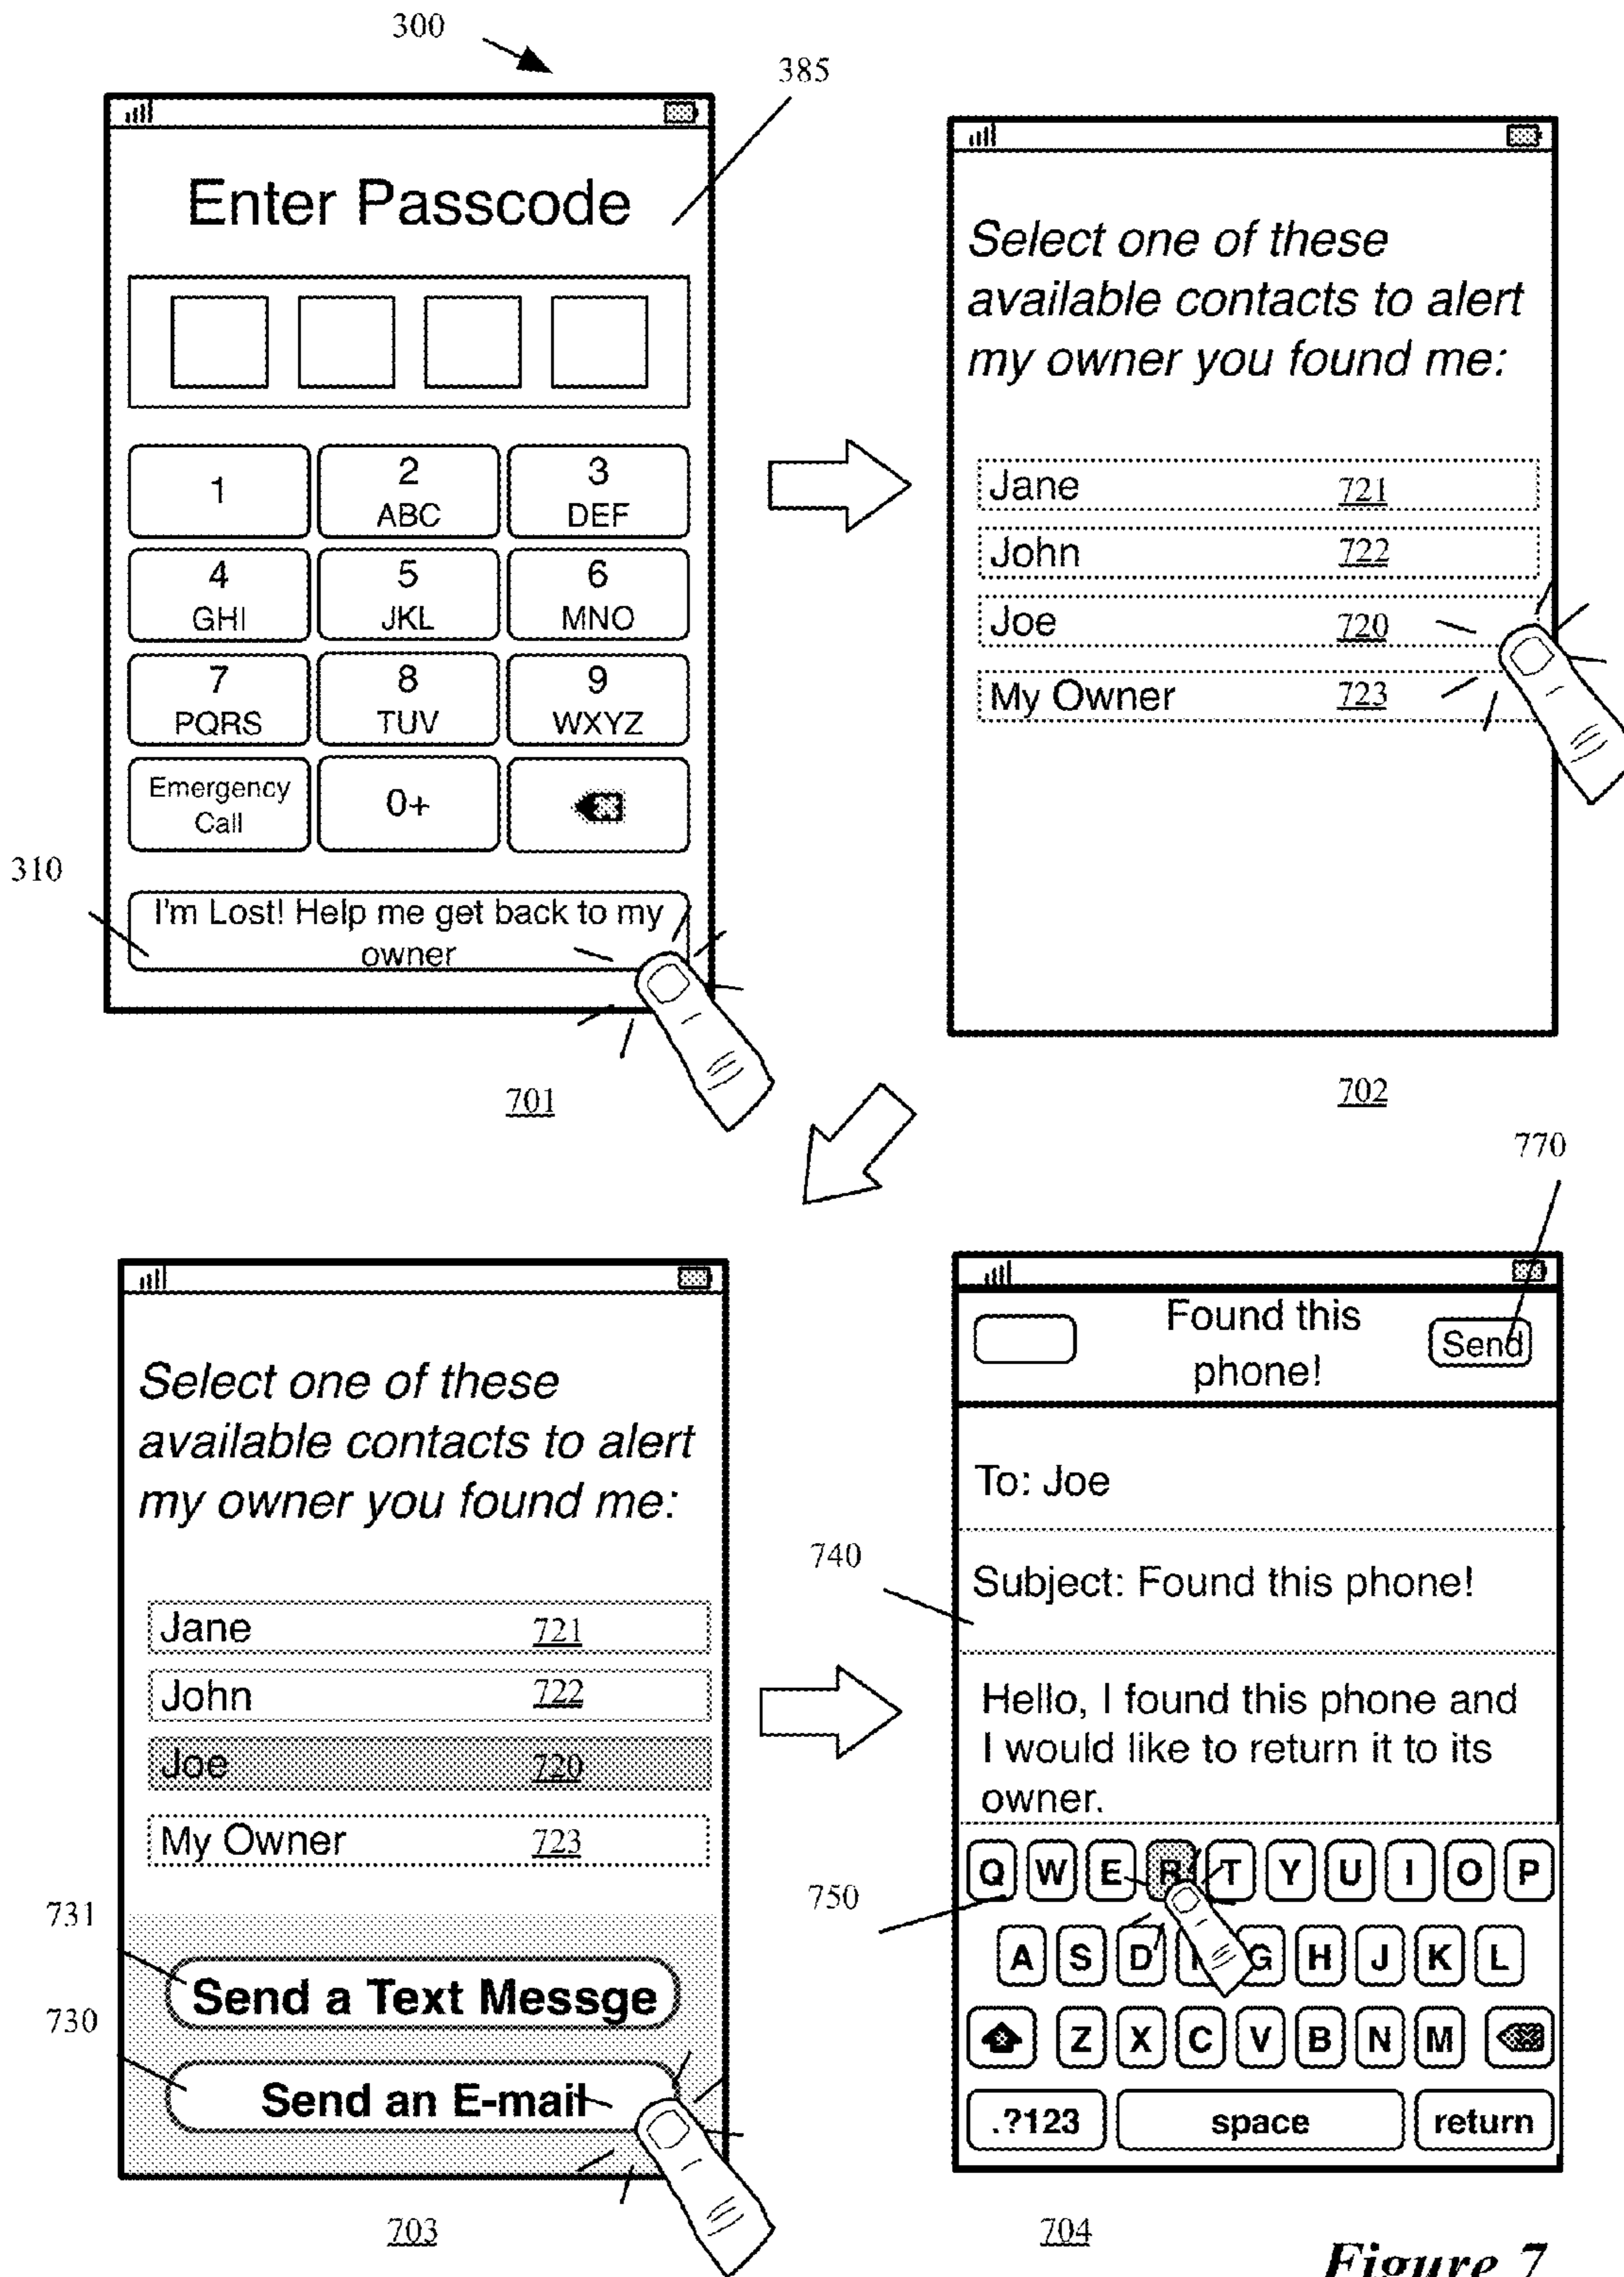 300
385
Enter Passcode
1
2
ABC
3
DEF
4
GHI
5
JKL
6
MNO
7
PQRS
8
TUV
9
WXYZ
Emergency
Call
0+
310
I'm Lost! Help me get back to my
owner
701
Select one of these
available contacts to alert
my owner you found me:
Jane 721
John 722
Joe 720
My Owner 723
702
Select one of these
available contacts to alert
my owner you found me:
Jane 721
John 722
Joe 720
My Owner 723
731
Send a Text Messge
730
Send an E-mail
703
770
Found this
phone!
Send
To: Joe
740
Subject: Found this phone!
Hello, I found this phone and
I would like to return it to its
owner.
750
Q W E R T Y U I O P
A S D G H J K L
Z X C V B N M
.?123 space return
704
Figure 7